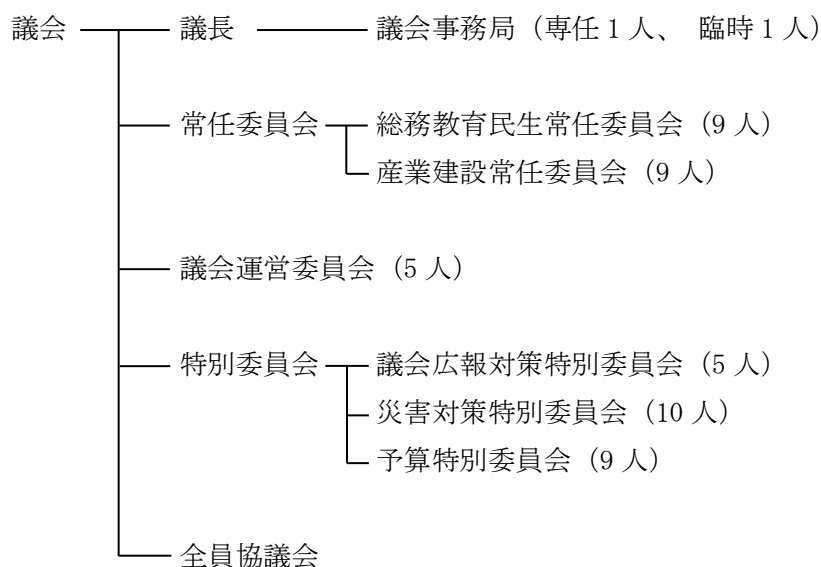 議会 議長 議会事務局（専任1人、 臨時1人）
常任委員会 総務教育民生常任委員会（9人）
産業建設常任委員会（9人）
議会運営委員会（5人）
特別委員会 議会広報対策特別委員会（5人）
災害対策特別委員会（10人）
予算特別委員会（9人）
全員協議会